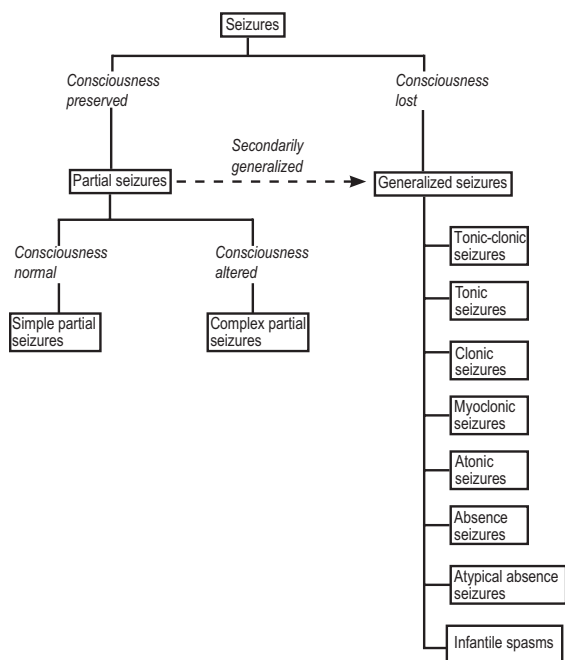 Seizures
Consciousness
preserved
Consciousness
lost
Secondarily
generalized
Partial seizures
Generalized seizures
Consciousness
normal
Consciousness
altered
Simple partial
seizures
Complex partial
seizures
Tonic-clonic
seizures
Tonic
seizures
Clonic
seizures
Myoclonic
seizures
Atonic
seizures
Absence
seizures
Atypical absence
seizures
Infantile spasms